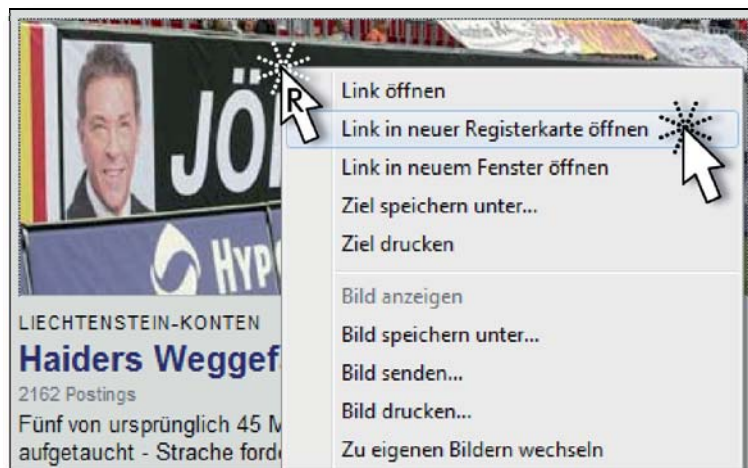 JÖ
HYP
R
Link öffnen
Link in neuer Registerkarte öffnen
Link in neuem Fenster öffnen
Ziel speichern unter...
Ziel drucken
Bild anzeigen
Bild speichern unter...
Bild senden...
Bild drucken...
Zu eigenen Bildern wechseln
LIECHTENSTEIN-KONTEN
Haiders Weggef
2162 Postings
Fünf von ursprünglich 45 M
aufgetaucht - Strache forde